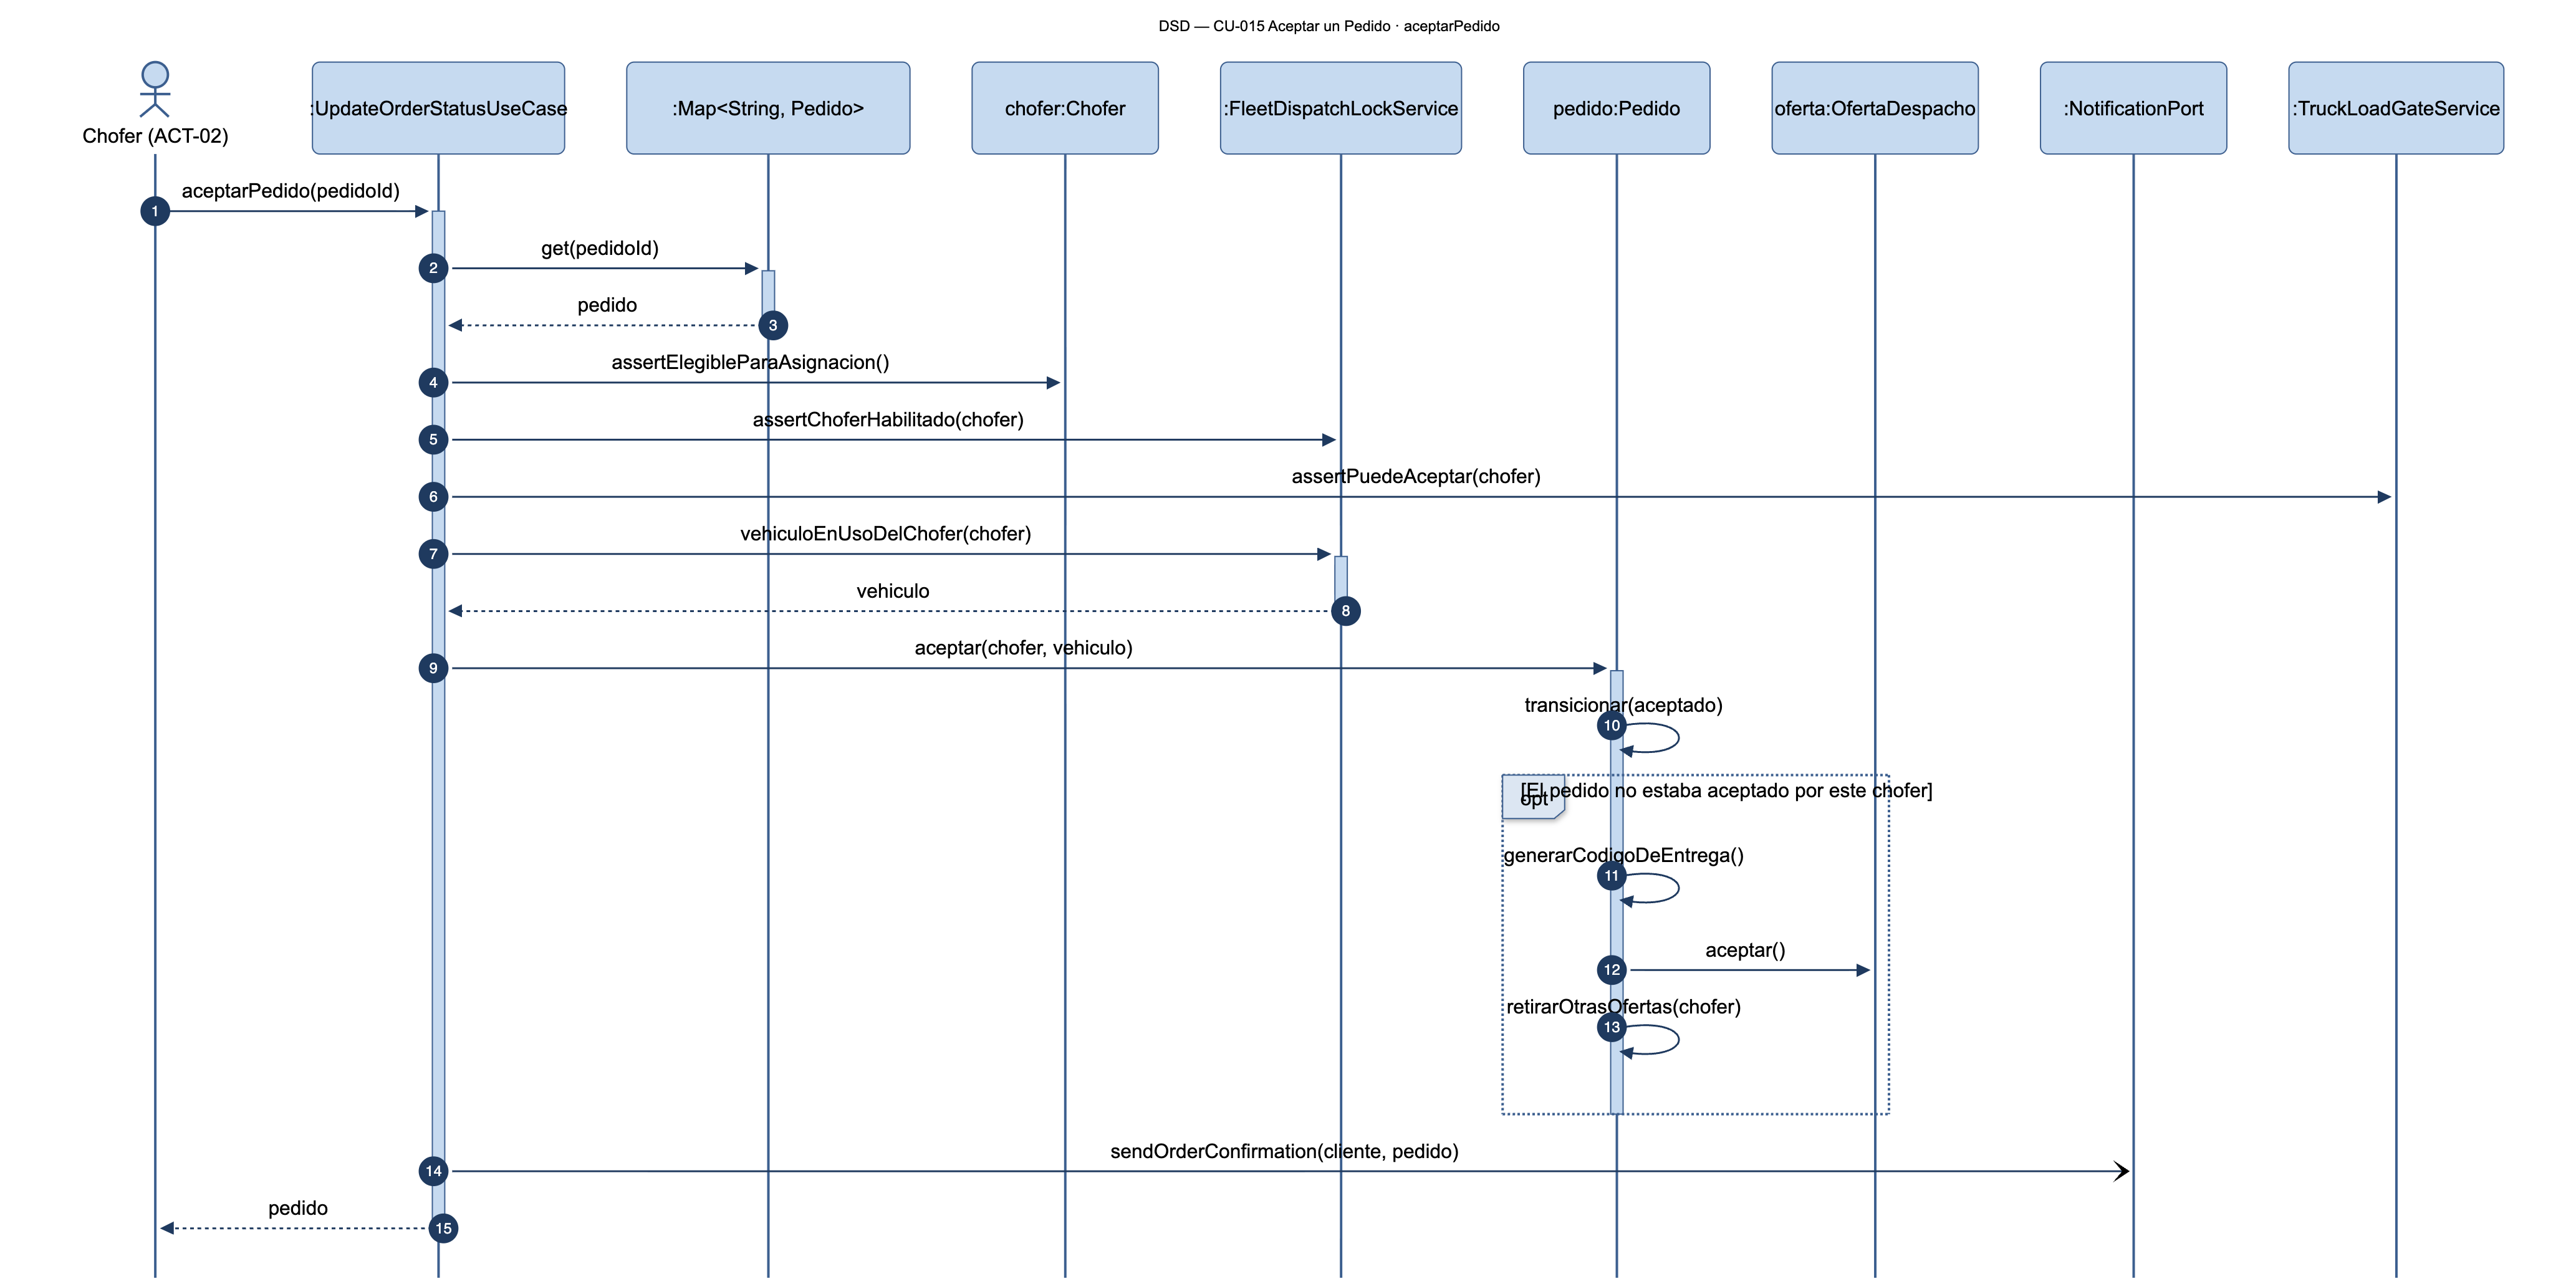 DSD — CU-015 Aceptar un Pedido · aceptarPedido
Chofer (ACT-02)
:UpdateOrderStatusUseCase
:Map<String, Pedido>
chofer:Chofer
:FleetDispatchLockService
pedido:Pedido
oferta:OfertaDespacho
:NotificationPort
:TruckLoadGateService
aceptarPedido(pedidoId)
1
get(pedidoId)
2
pedido
3
assertElegibleParaAsignacion()
4
assertChoferHabilitado(chofer)
5
assertPuedeAceptar(chofer)
6
vehiculoEnUsoDelChofer(chofer)
7
vehiculo
8
aceptar(chofer, vehiculo)
9
transicionar(aceptado)
10
opt
[El pedido no estaba aceptado por este chofer]
generarCodigoDeEntrega()
11
aceptar()
12
retirarOtrasOfertas(chofer)
13
sendOrderConfirmation(cliente, pedido)
14
pedido
15